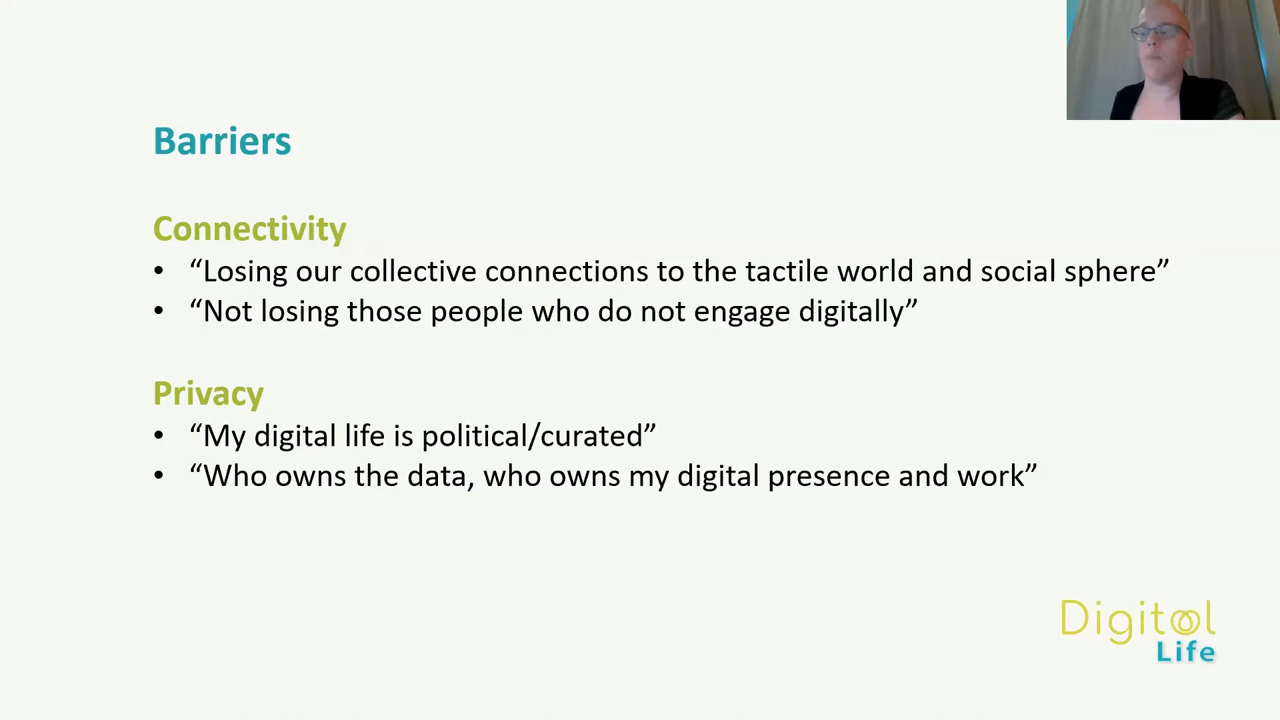 Barriers
Connectivity
• “Losing our collective connections to the tactile world and social sphere”
• “Not losing those people who do not engage digitally”
Privacy
• “My digital life is political/curated”
• “Who owns the data, who owns my digital presence and work”
Digitol
Life